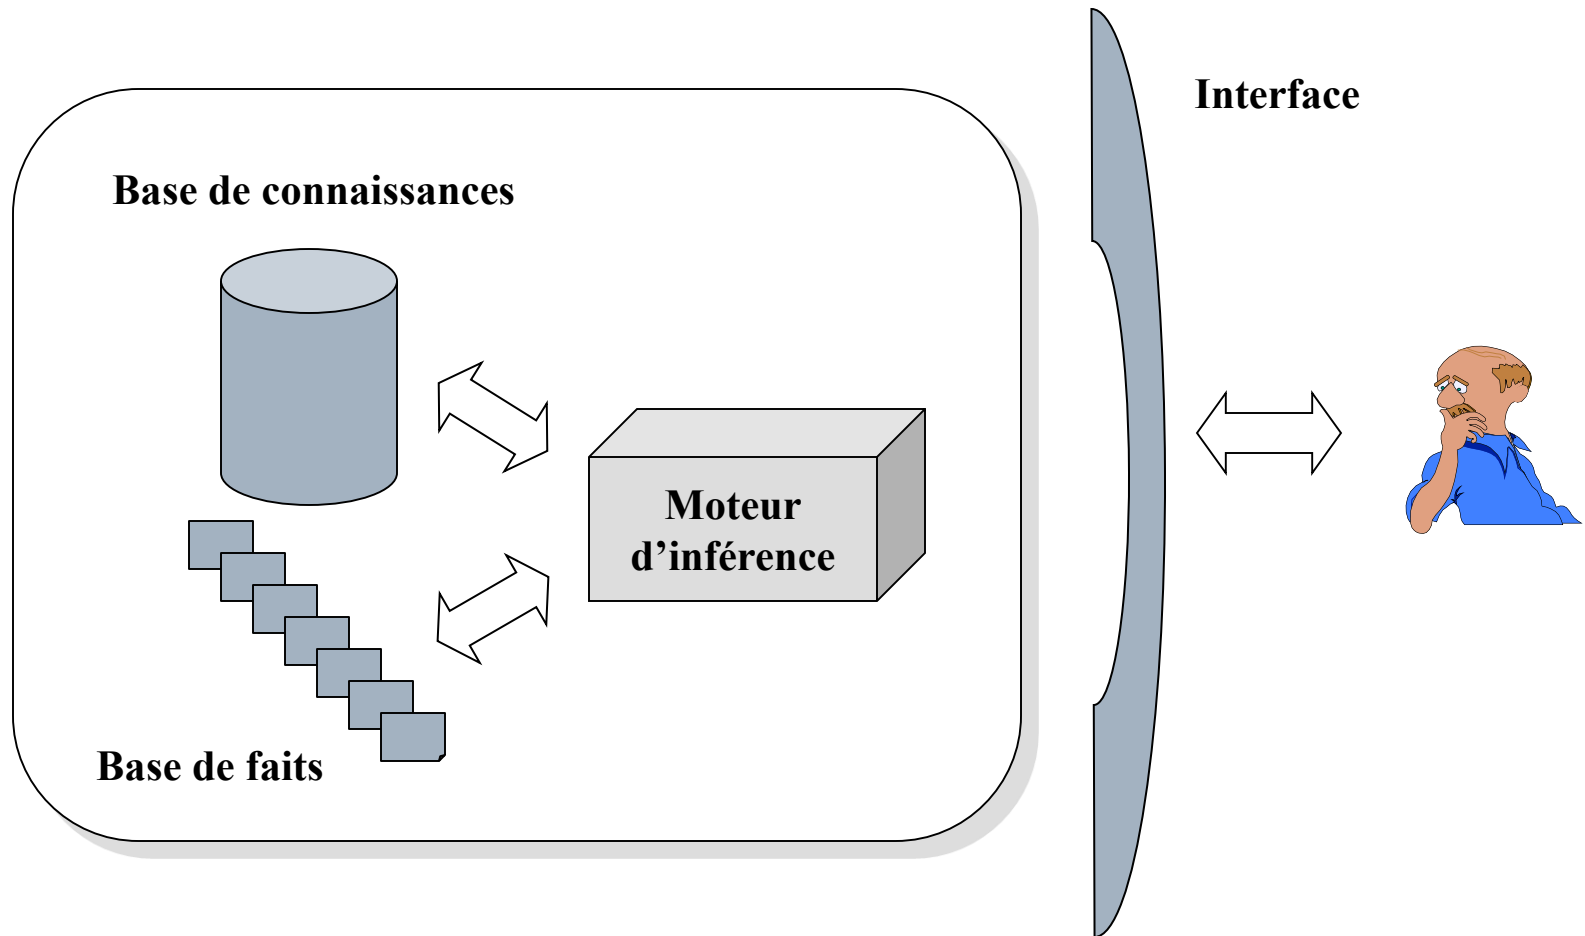 Interface
Base de connaissances
Moteur
d’inférence
Base de faits